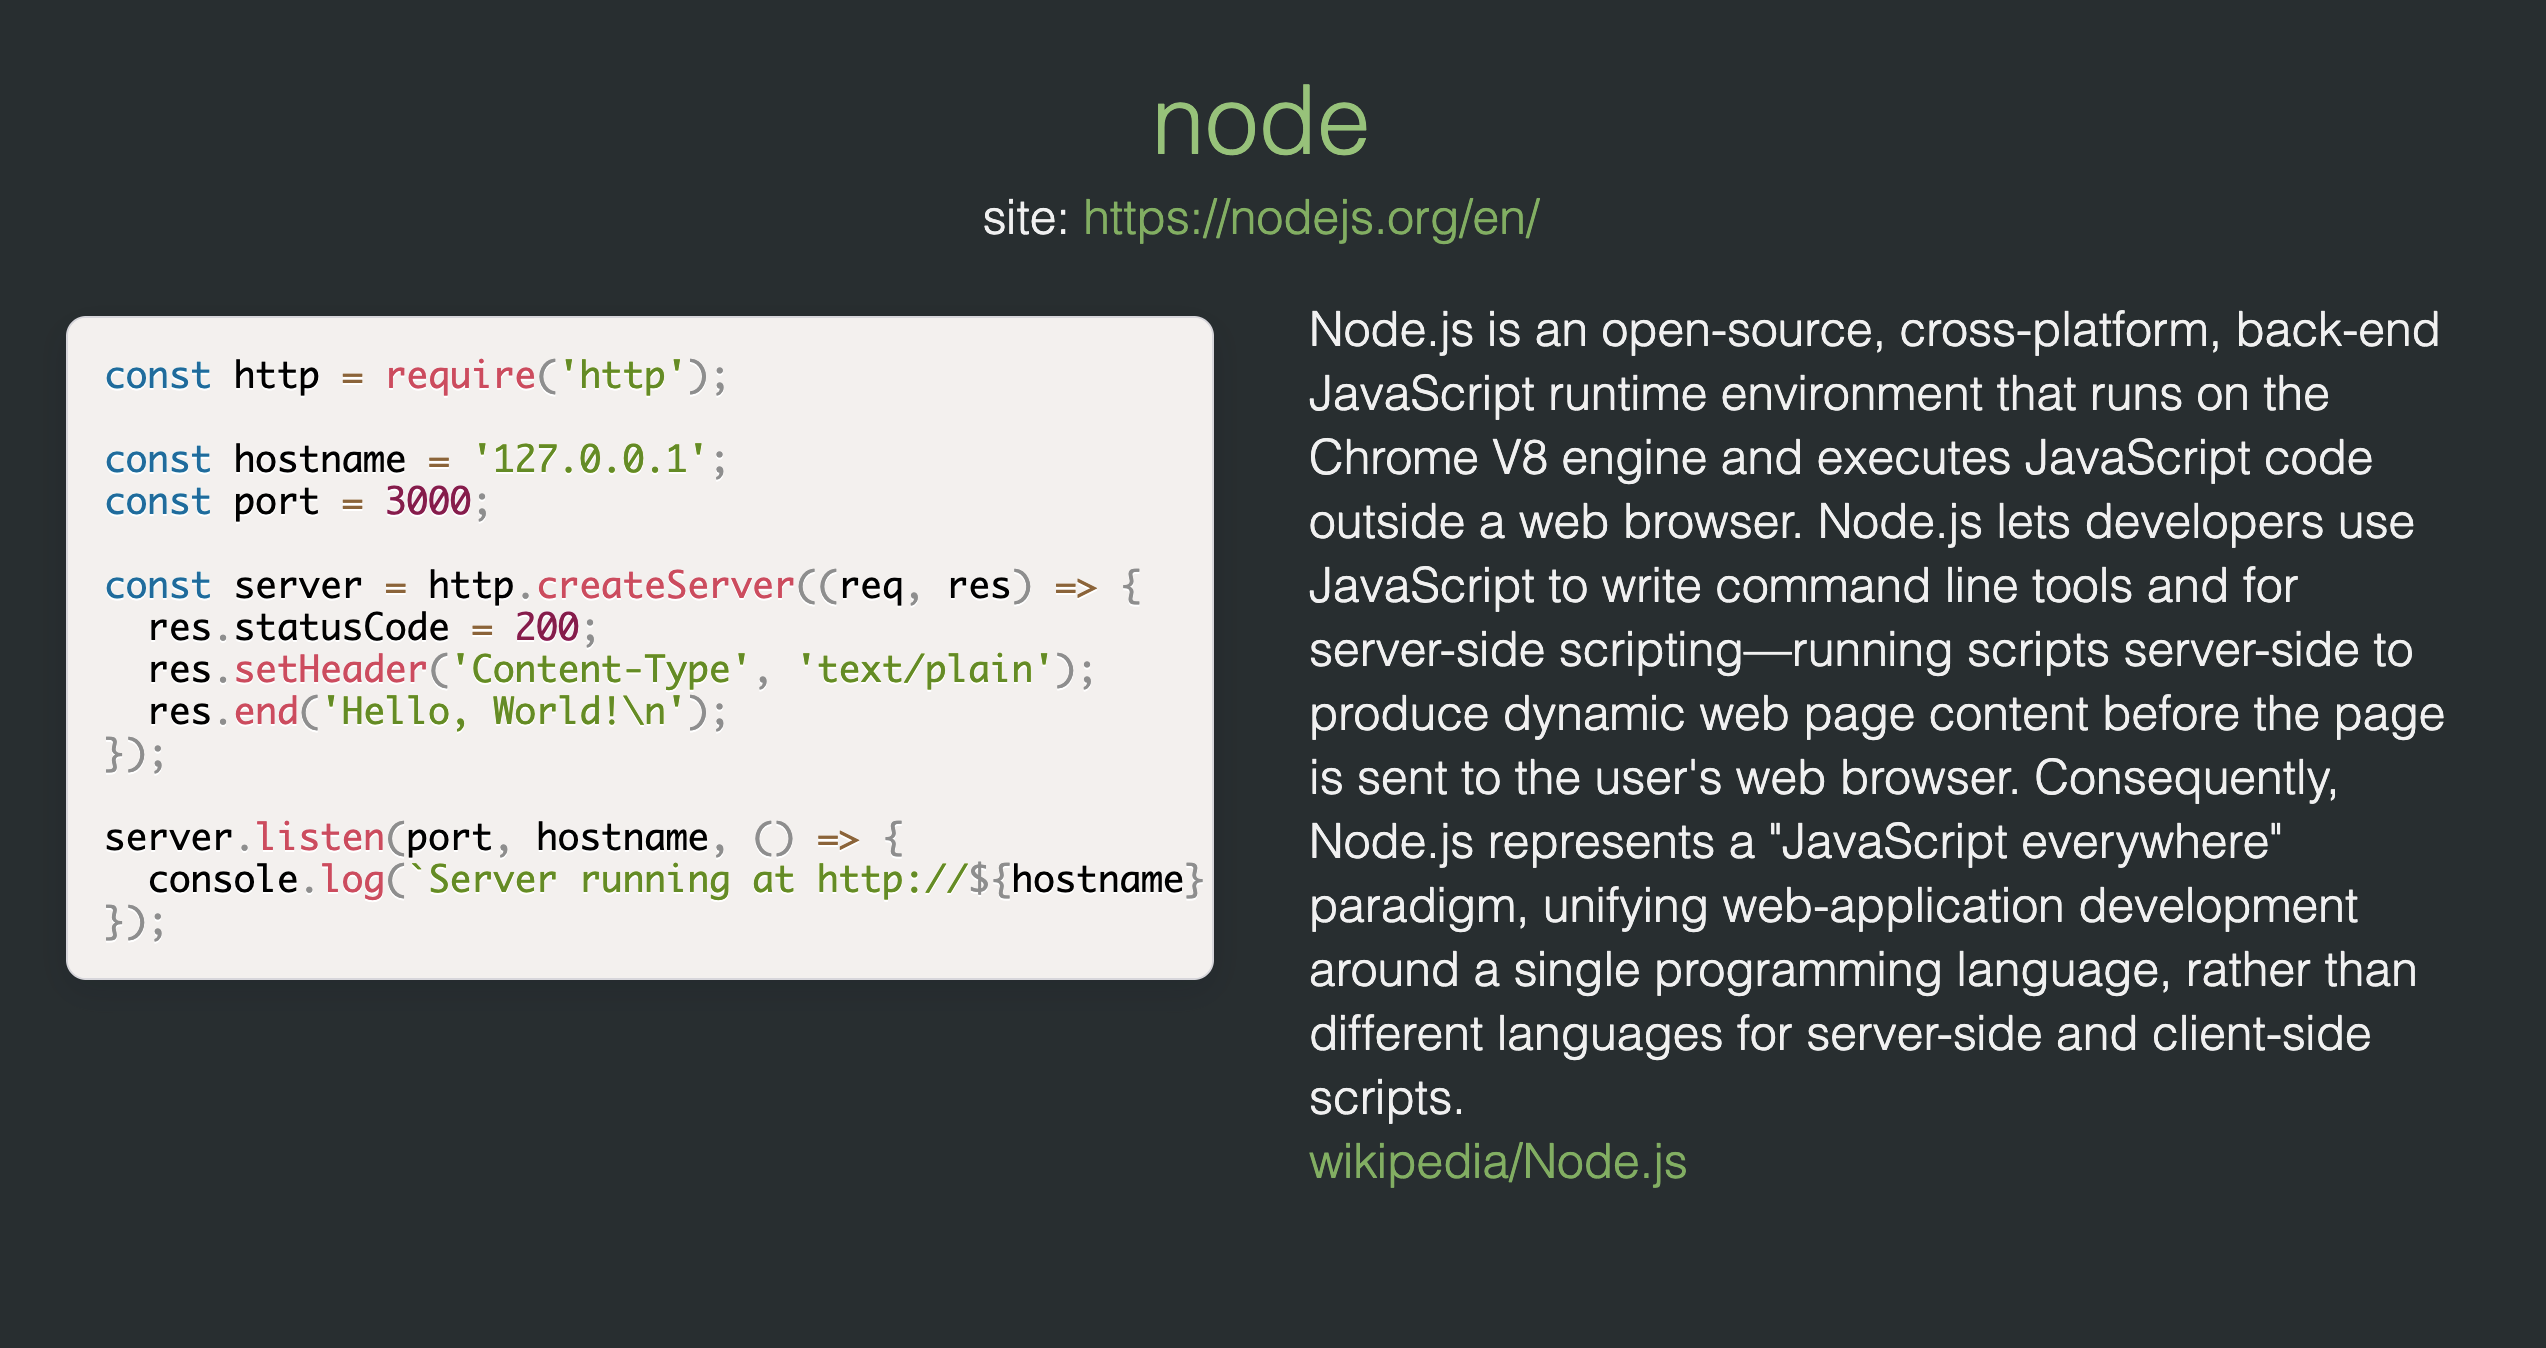 node
site: https://nodejs.org/en/
const http = require('http');
const hostname = '127.0.0.1';
const port = 3000;
const server = http.createServer((req, res) => {
  res.statusCode = 200;
  res.setHeader('Content-Type', 'text/plain');
  res.end('Hello, World!\n');
});
server.listen(port, hostname, () => {
  console.log(`Server running at http://${hostname}
});
Node.js is an open-source, cross-platform, back-end
JavaScript runtime environment that runs on the
Chrome V8 engine and executes JavaScript code
outside a web browser. Node.js lets developers use
JavaScript to write command line tools and for
server-side scripting—running scripts server-side to
produce dynamic web page content before the page
is sent to the user's web browser. Consequently,
Node.js represents a "JavaScript everywhere"
paradigm, unifying web-application development
around a single programming language, rather than
different languages for server-side and client-side
scripts.
wikipedia/Node.js